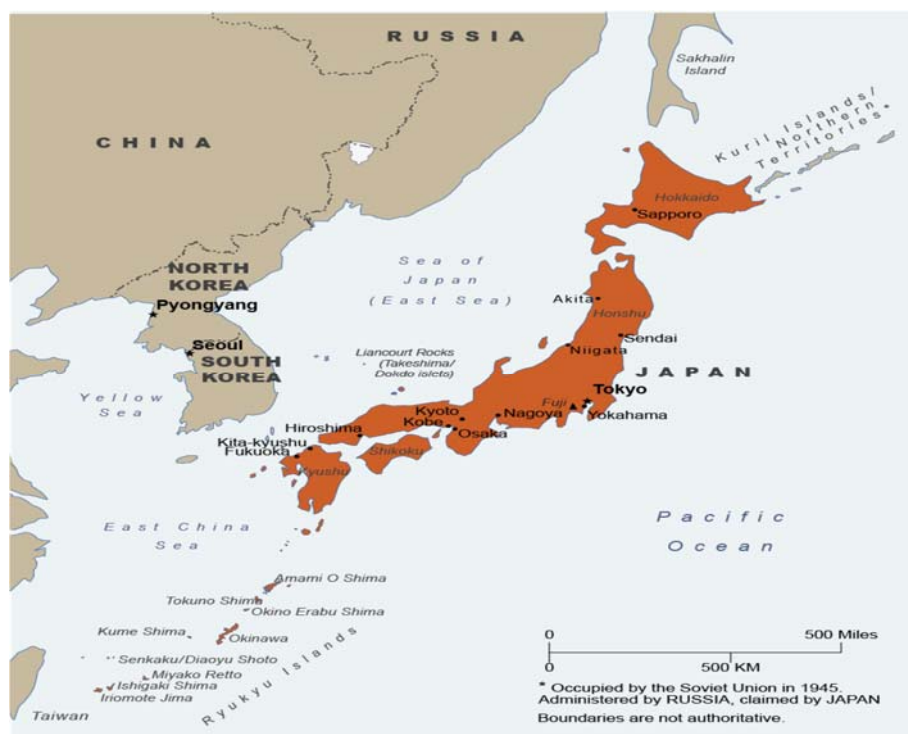 RUSSIA
Sakhalin
Island
CHINA
Kuril Islands/
Northern
Territories*
Hokkaido
Sapporo
NORTH
KOREA
Pyongyang
Sea of
Japan
(East Sea)
Akita
Honshu
Seoul
SOUTH
KOREA
Sendai
Niigata
Liancourt Rocks
(Takeshima/
Dokdo islets)
JAPAN
Yellow
Sea
Tokyo
Fuji
Yokahama
Kyoto
Nagoya
Kobe
Osaka
Hiroshima
Kita-kyushu
Fukuoka
Shikoku
Kyushu
East China
Sea
Pacific
Ocean
Amami O Shima
Tokuno Shima
Okino Erabu Shima
Kume Shima
Okinawa
Senkaku/Diaoyu Shoto
Miyako Retto
Ishigaki Shima
Iriomote Jima
Ryukyu Islands
Taiwan
0 500 Miles
0 500 KM
* Occupied by the Soviet Union in 1945.
Administered by RUSSIA, claimed by JAPAN
Boundaries are not authoritative.